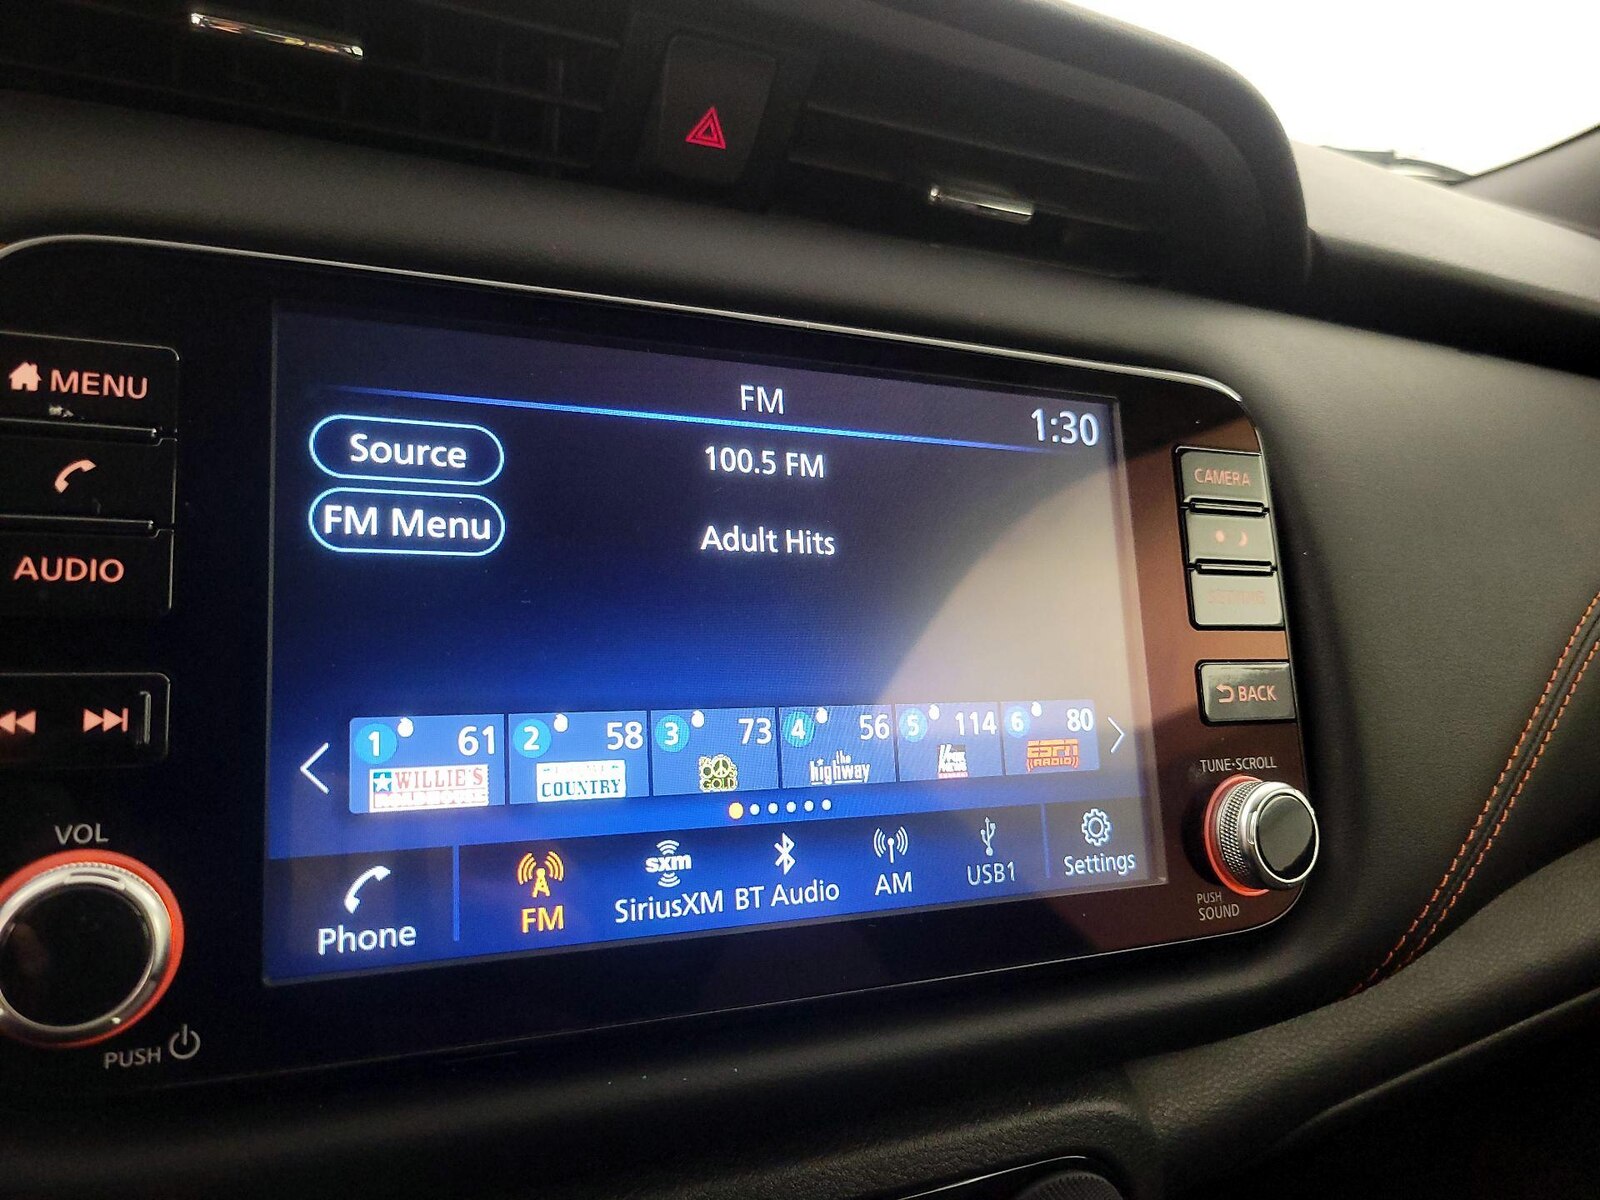 MENU
AUDIO
VOL
PUSH
FM
1:30
Source
100.5 FM
FM Menu
Adult Hits
1 61
WILLIE'S
2 58
COUNTRY
3 73
GOLD
4 56
the
highway
5 114
6 80
ESPN
RADIO
Phone
FM
sxm
SiriusXM
BT Audio
AM
USB1
Settings
CAMERA
BACK
TUNE·SCROLL
PUSH
SOUND